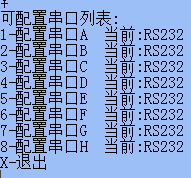 可配置串口列表:
1-配置串口A 当前:RS232
2-配置串口B 当前:RS232
3-配置串口C 当前:RS232
4-配置串口D 当前:RS232
5-配置串口E 当前:RS232
6-配置串口F 当前:RS232
7-配置串口G 当前:RS232
8-配置串口H 当前:RS232
X-退出